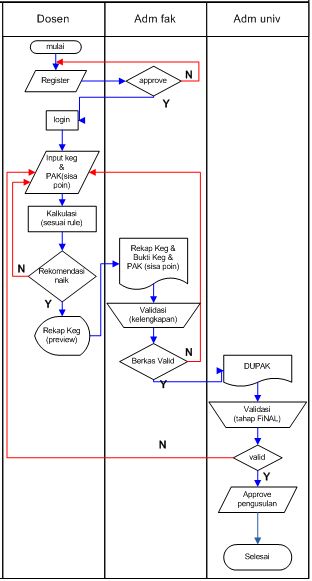 Dosen
Adm fak
Adm univ
mulai
Register
approve
N
Y
login
Input keg
&
PAK(sisa
poin)
Kalkulasi
(sesuai rule)
Rekomendasi
naik
N
Y
Rekap Keg
(preview)
Rekap Keg &
Bukti Keg &
PAK (sisa poin)
Validasi
(kelengkapan)
Berkas Valid
N
Y
DUPAK
Validasi
(tahap FiNAL)
valid
N
Y
Approve
pengusulan
Selesai